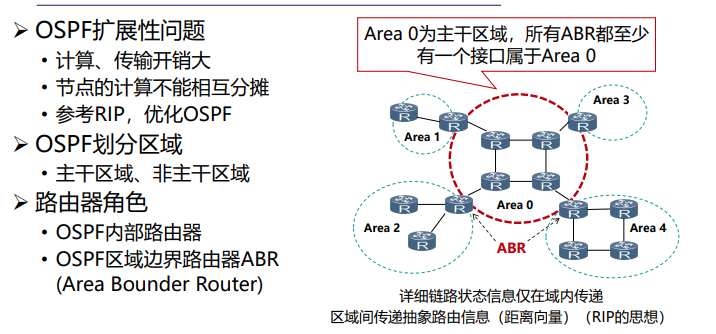 ➢ OSPF扩展性问题
• 计算、传输开销大
• 节点的计算不能相互分摊
• 参考RIP，优化OSPF
➢ OSPF划分区域
• 主干区域、非主干区域
➢ 路由器角色
• OSPF内部路由器
• OSPF区域边界路由器ABR
(Area Bounder Router)
Area 0为主干区域，所有ABR都至少
有一个接口属于Area 0
Area 3
R
R
R
R
Area 1
R
R
R
R
Area 0
R
R
R
R
Area 2
Area 4
R
R
R
ABR
详细链路状态信息仅在域内传递
区域间传递抽象路由信息（距离向量）（RIP的思想）